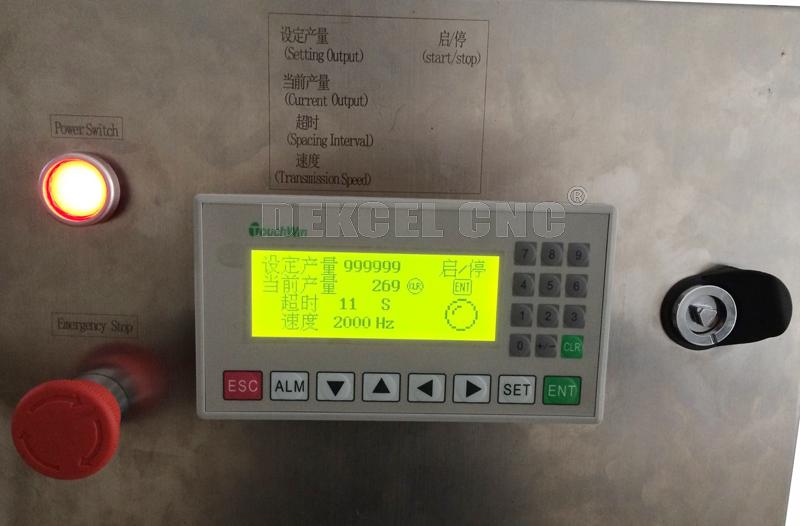 设定产量
(Setting Output)
启/停
(start/stop)
当前产量
(Current Output)
超时
(Spacing Interval)
速度
(Transmission Speed)
Power Switch
DEKCEL CNC®
TouchWin
设定产量 999999 启/停
当前产量 269 CLR ENT
超时 11 S
速度 2000 Hz
7 8 9
4 5 6
1 2 3
0 +/- CLR
Emergency Stop
ESC ALM ▼ ▲ ◀ ▶ SET ENT